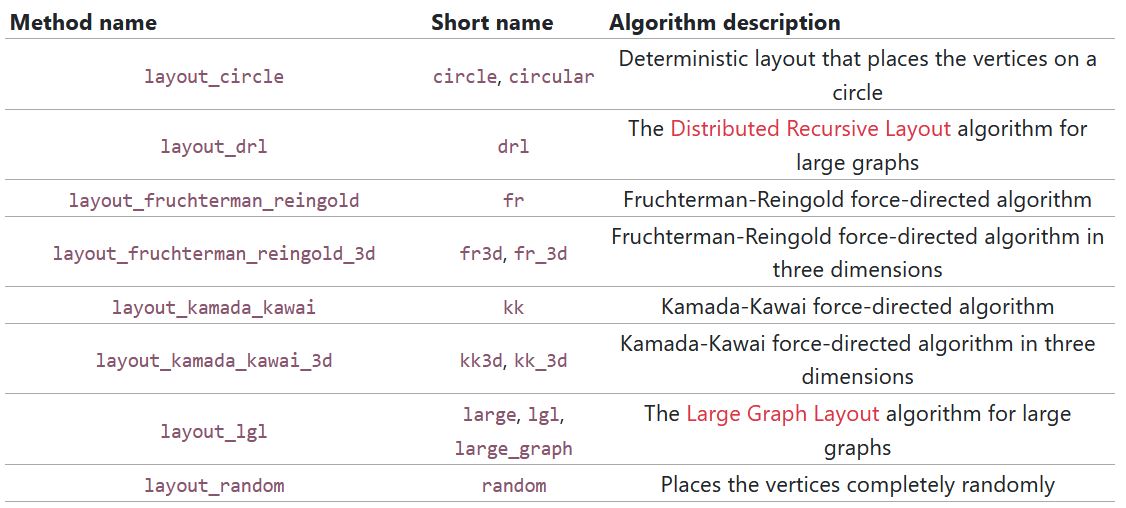 Method name Short name Algorithm description
layout_circle circle, circular Deterministic layout that places the vertices on a
circle
layout_drl drl The Distributed Recursive Layout algorithm for
large graphs
layout_fruchterman_reingold fr Fruchterman-Reingold force-directed algorithm
layout_fruchterman_reingold_3d fr3d, fr_3d Fruchterman-Reingold force-directed algorithm in
three dimensions
layout_kamada_kawai kk Kamada-Kawai force-directed algorithm
layout_kamada_kawai_3d kk3d, kk_3d Kamada-Kawai force-directed algorithm in three
dimensions
layout_lgl large, lgl, The Large Graph Layout algorithm for large
large_graph graphs
layout_random random Places the vertices completely randomly